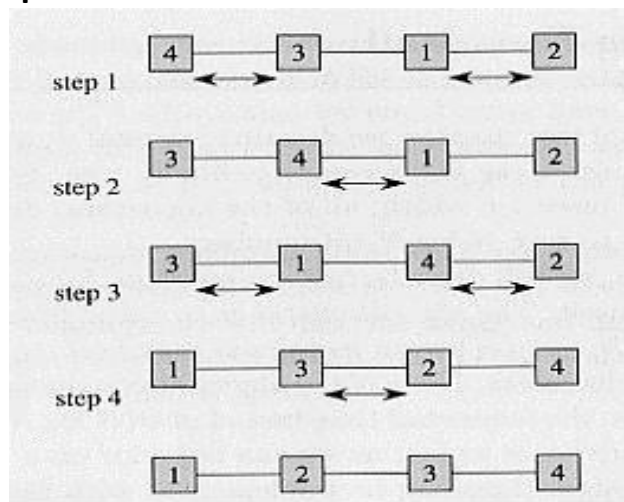 4 3 1 2
step 1
3 4 1 2
step 2
3 1 4 2
step 3
1 3 2 4
step 4
1 2 3 4